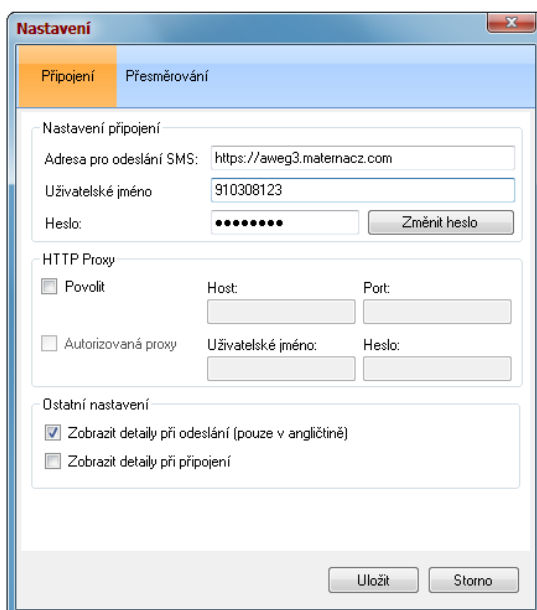 Nastavení
Připojení Přesměrování
Nastavení připojení
Adresa pro odeslání SMS: https://aweg3.maternacz.com
Uživatelské jméno 910308123
Heslo: ●●●●●●●● Změnit heslo
HTTP Proxy
Povolit Host: Port:
Autorizovaná proxy Uživatelské jméno: Heslo:
Ostatní nastavení
Zobrazit detaily při odeslání (pouze v angličtině)
Zobrazit detaily při připojení
Uložit Storno